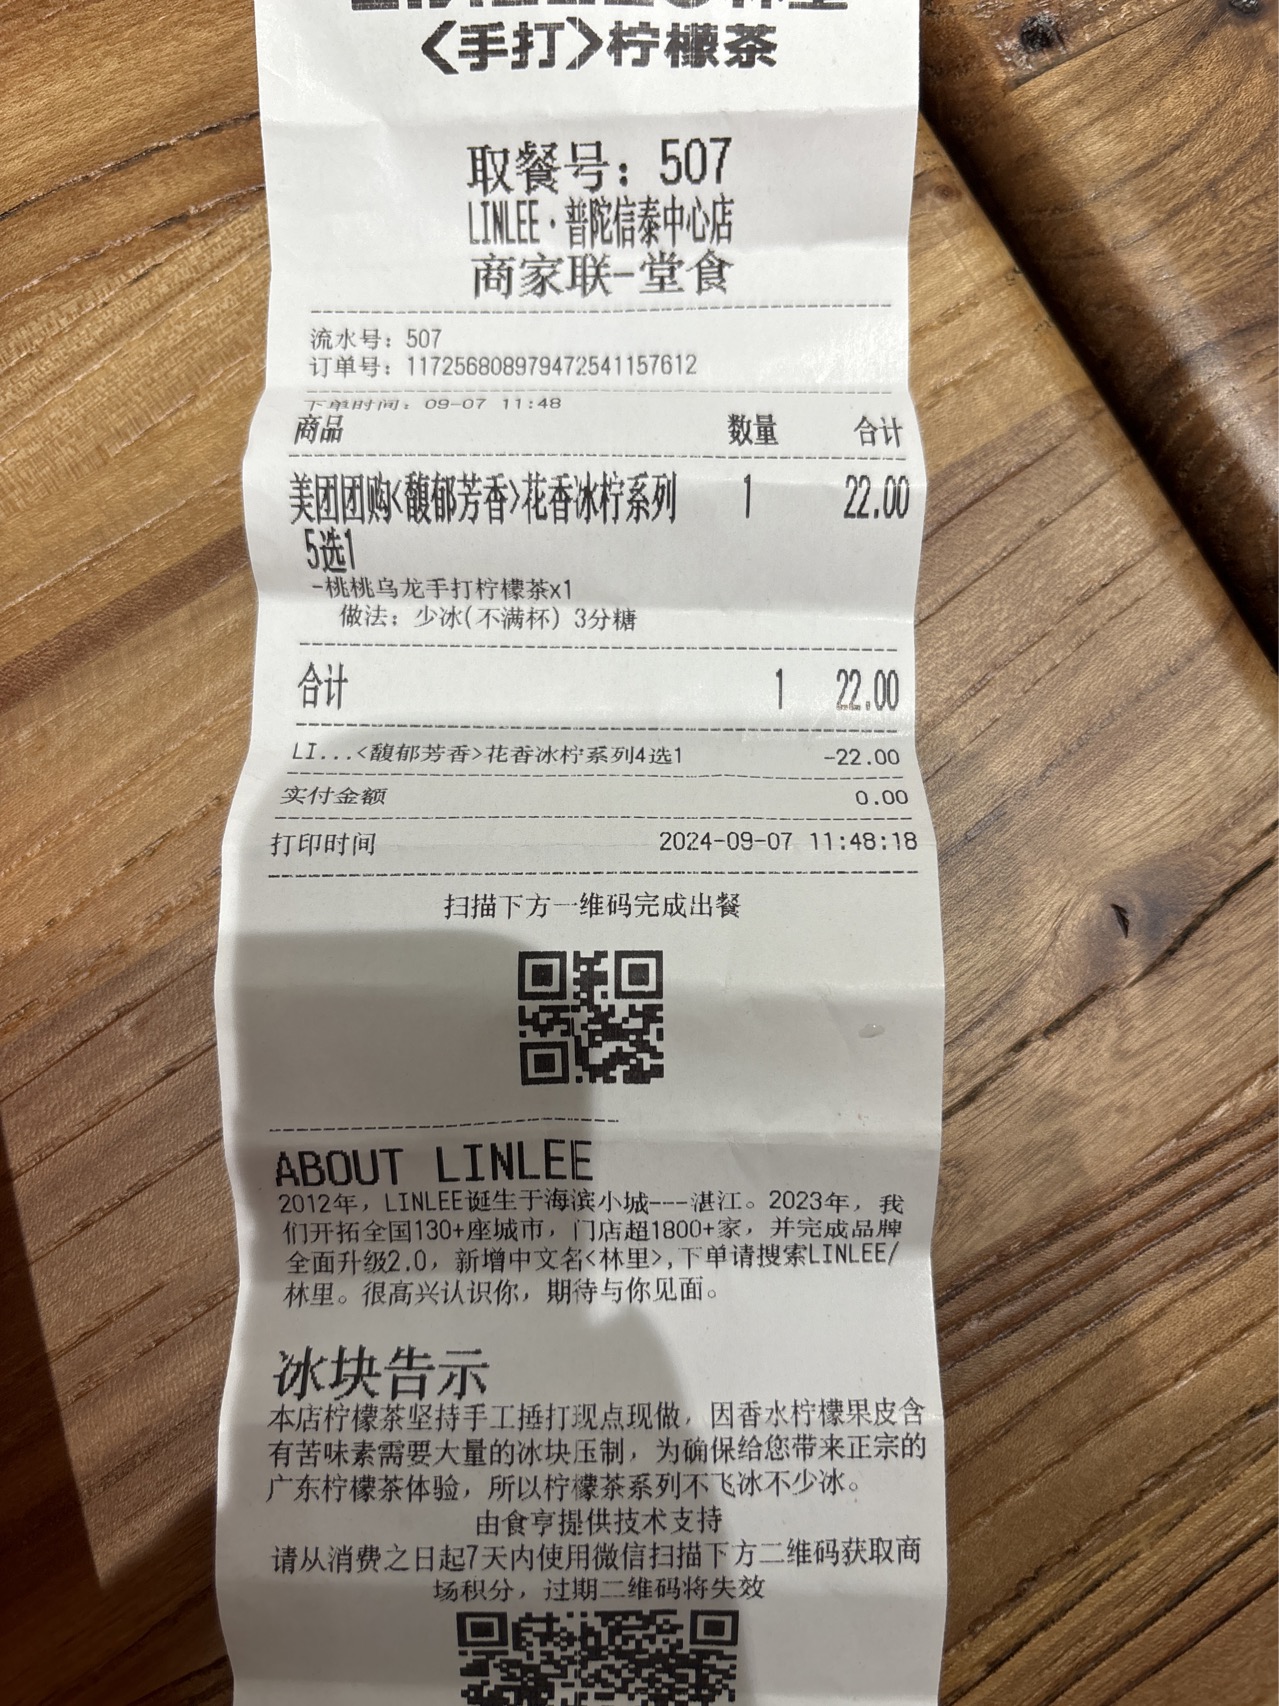 <手打>柠檬茶
取餐号：507
LINLEE·普陀信泰中心店
商家联-堂食
流水号：507
订单号：11725680897947254​1157612
下单时间：09-07 11:48
商品 数量 合计
美团团购<馥郁芳香>花香冰柠系列 1 22.00
5选1
-桃桃乌龙手打柠檬茶x1
做法：少冰(不满杯) 3分糖
合计 1 22.00
LI...<馥郁芳香>花香冰柠系列4选1 -22.00
实付金额 0.00
打印时间 2024-09-07 11:48:18
扫描下方一维码完成出餐
ABOUT LINLEE
2012年，LINLEE诞生于海滨小城---湛江。2023年，我
们开拓全国130+座城市，门店超1800+家，并完成品牌
全面升级2.0，新增中文名<林里>,下单请搜索LINLEE/
林里。很高兴认识你，期待与你见面。
冰块告示
本店柠檬茶坚持手工捶打现点现做，因香水柠檬果皮含
有苦味素需要大量的冰块压制，为确保给您带来正宗的
广东柠檬茶体验，所以柠檬茶系列不飞冰不少冰。
由食亨提供技术支持
请从消费之日起7天内使用微信扫描下方二维码获取商
场积分，过期二维码将失效